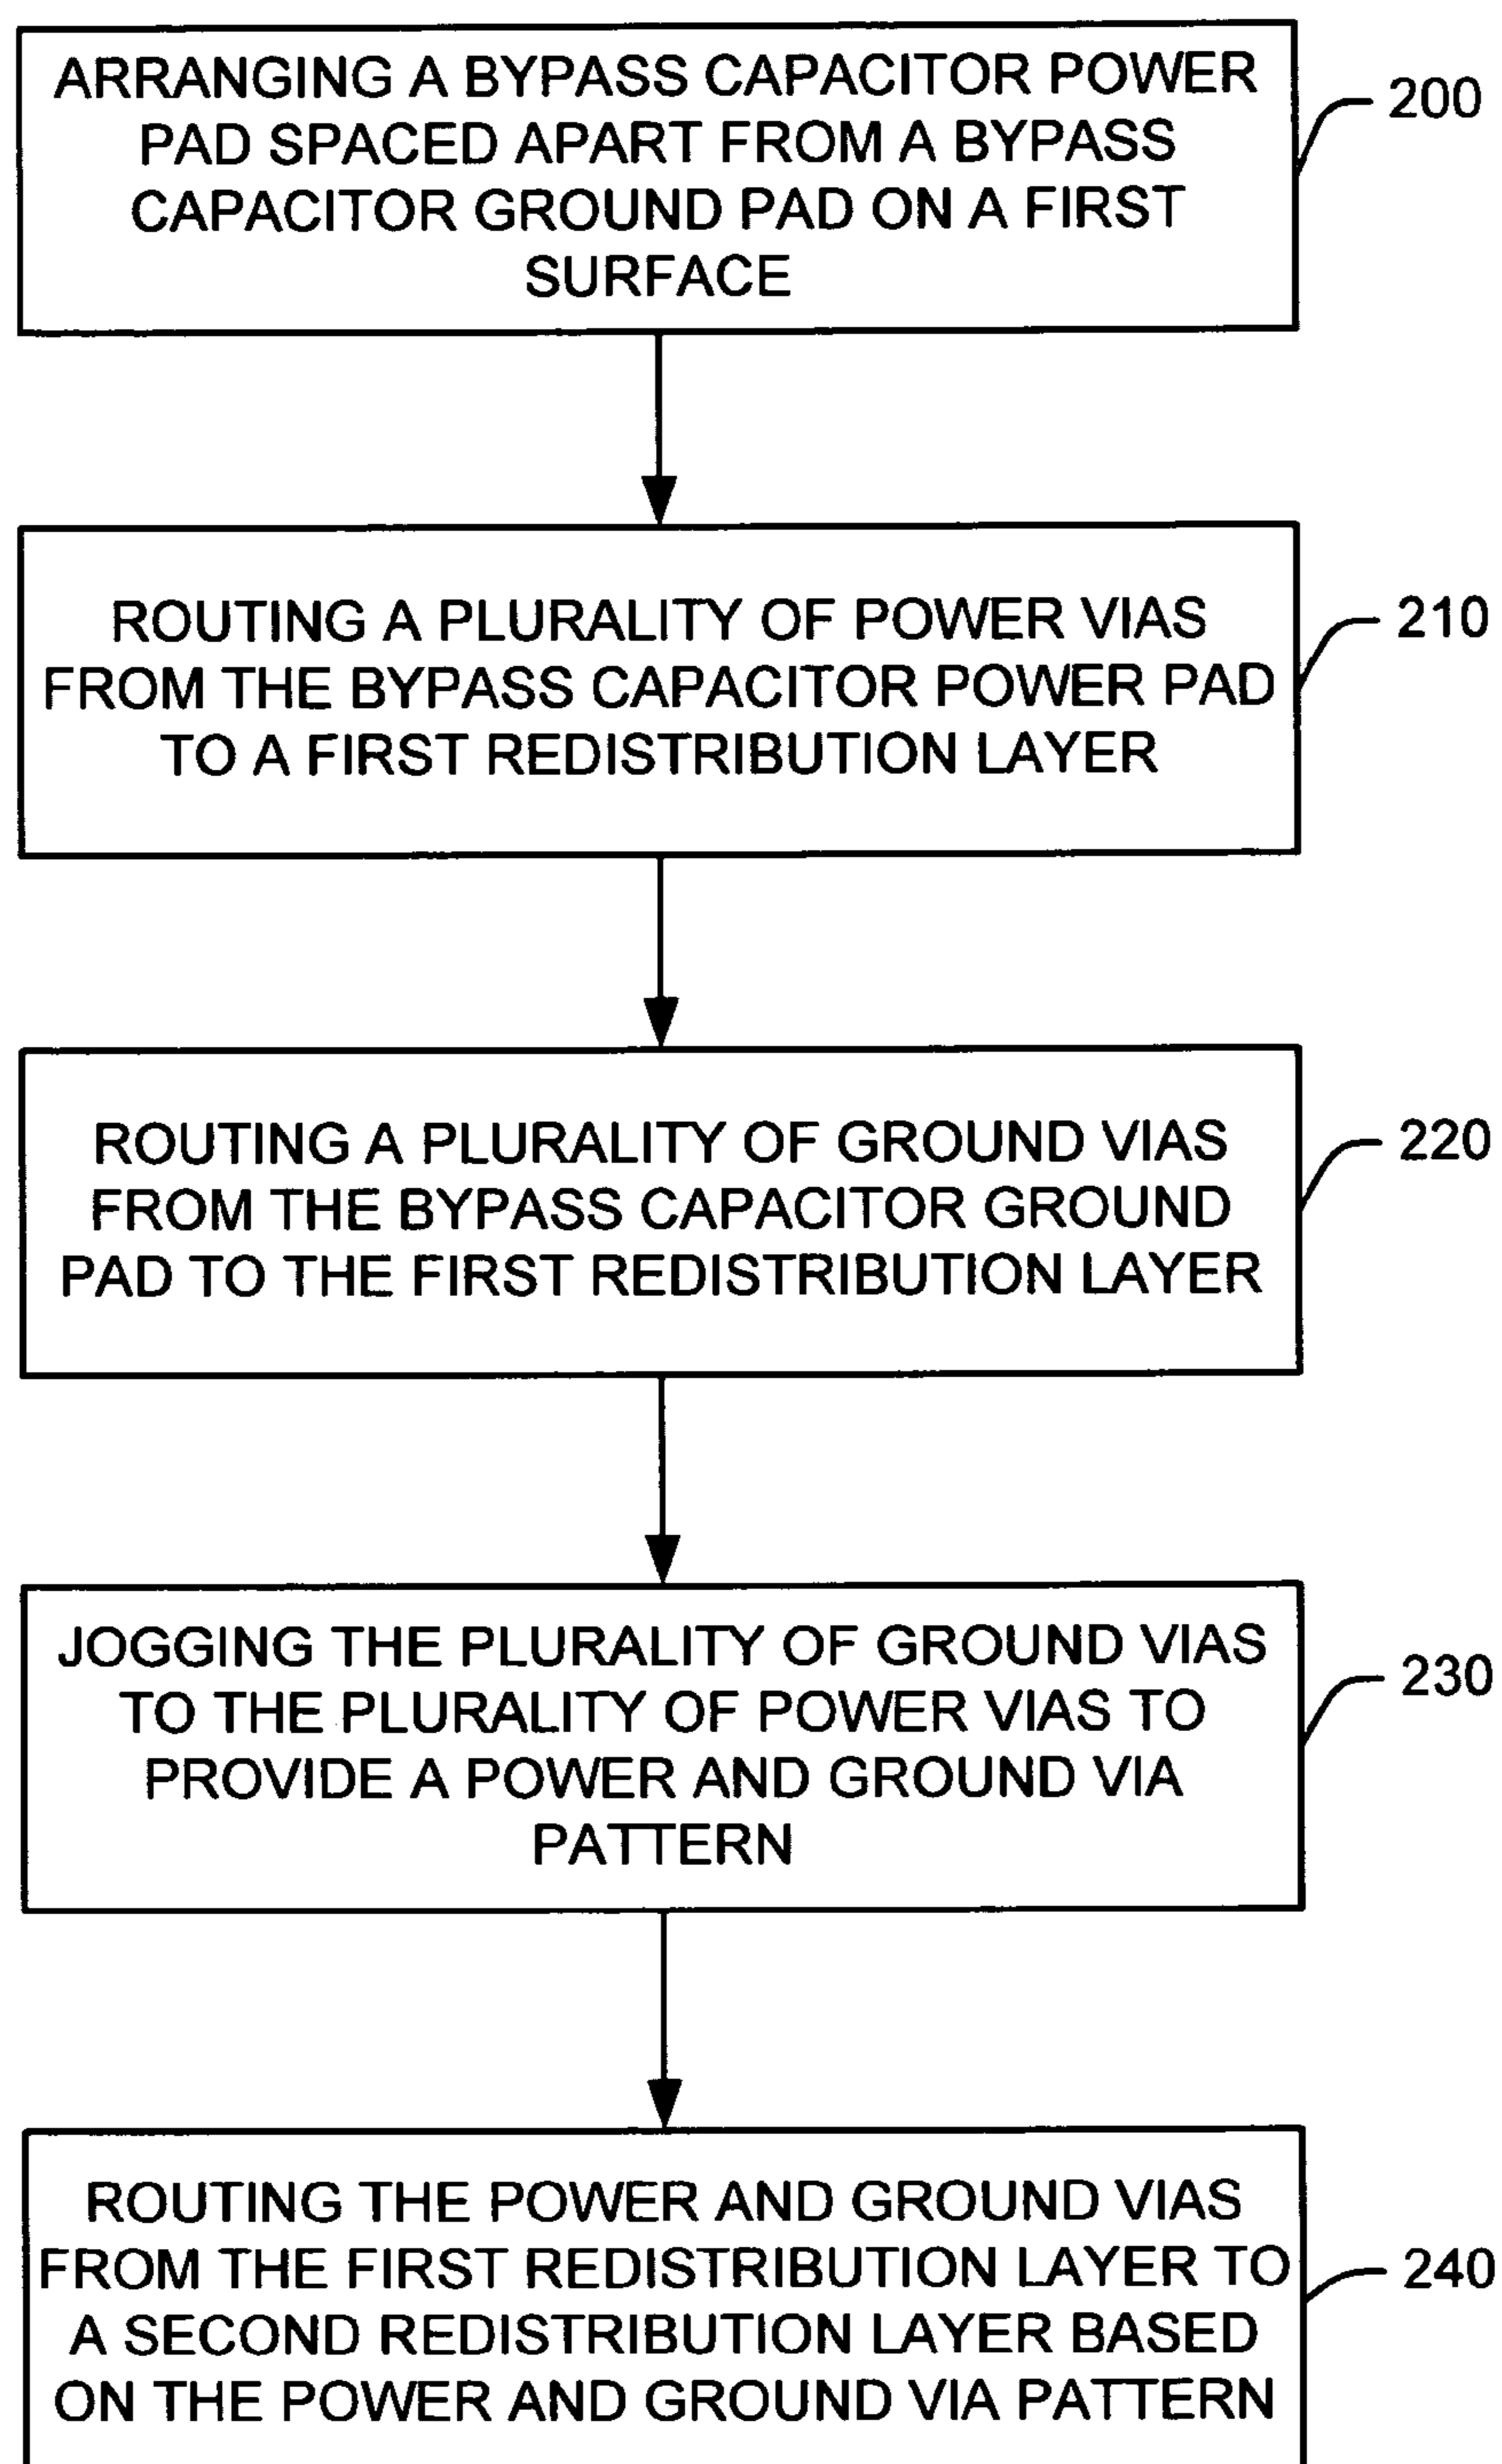 ARRANGING A BYPASS CAPACITOR POWER
PAD SPACED APART FROM A BYPASS
CAPACITOR GROUND PAD ON A FIRST
SURFACE
200
ROUTING A PLURALITY OF POWER VIAS
FROM THE BYPASS CAPACITOR POWER PAD
TO A FIRST REDISTRIBUTION LAYER
210
ROUTING A PLURALITY OF GROUND VIAS
FROM THE BYPASS CAPACITOR GROUND
PAD TO THE FIRST REDISTRIBUTION LAYER
220
JOGGING THE PLURALITY OF GROUND VIAS
TO THE PLURALITY OF POWER VIAS TO
PROVIDE A POWER AND GROUND VIA
PATTERN
230
ROUTING THE POWER AND GROUND VIAS
FROM THE FIRST REDISTRIBUTION LAYER TO
A SECOND REDISTRIBUTION LAYER BASED
ON THE POWER AND GROUND VIA PATTERN
240